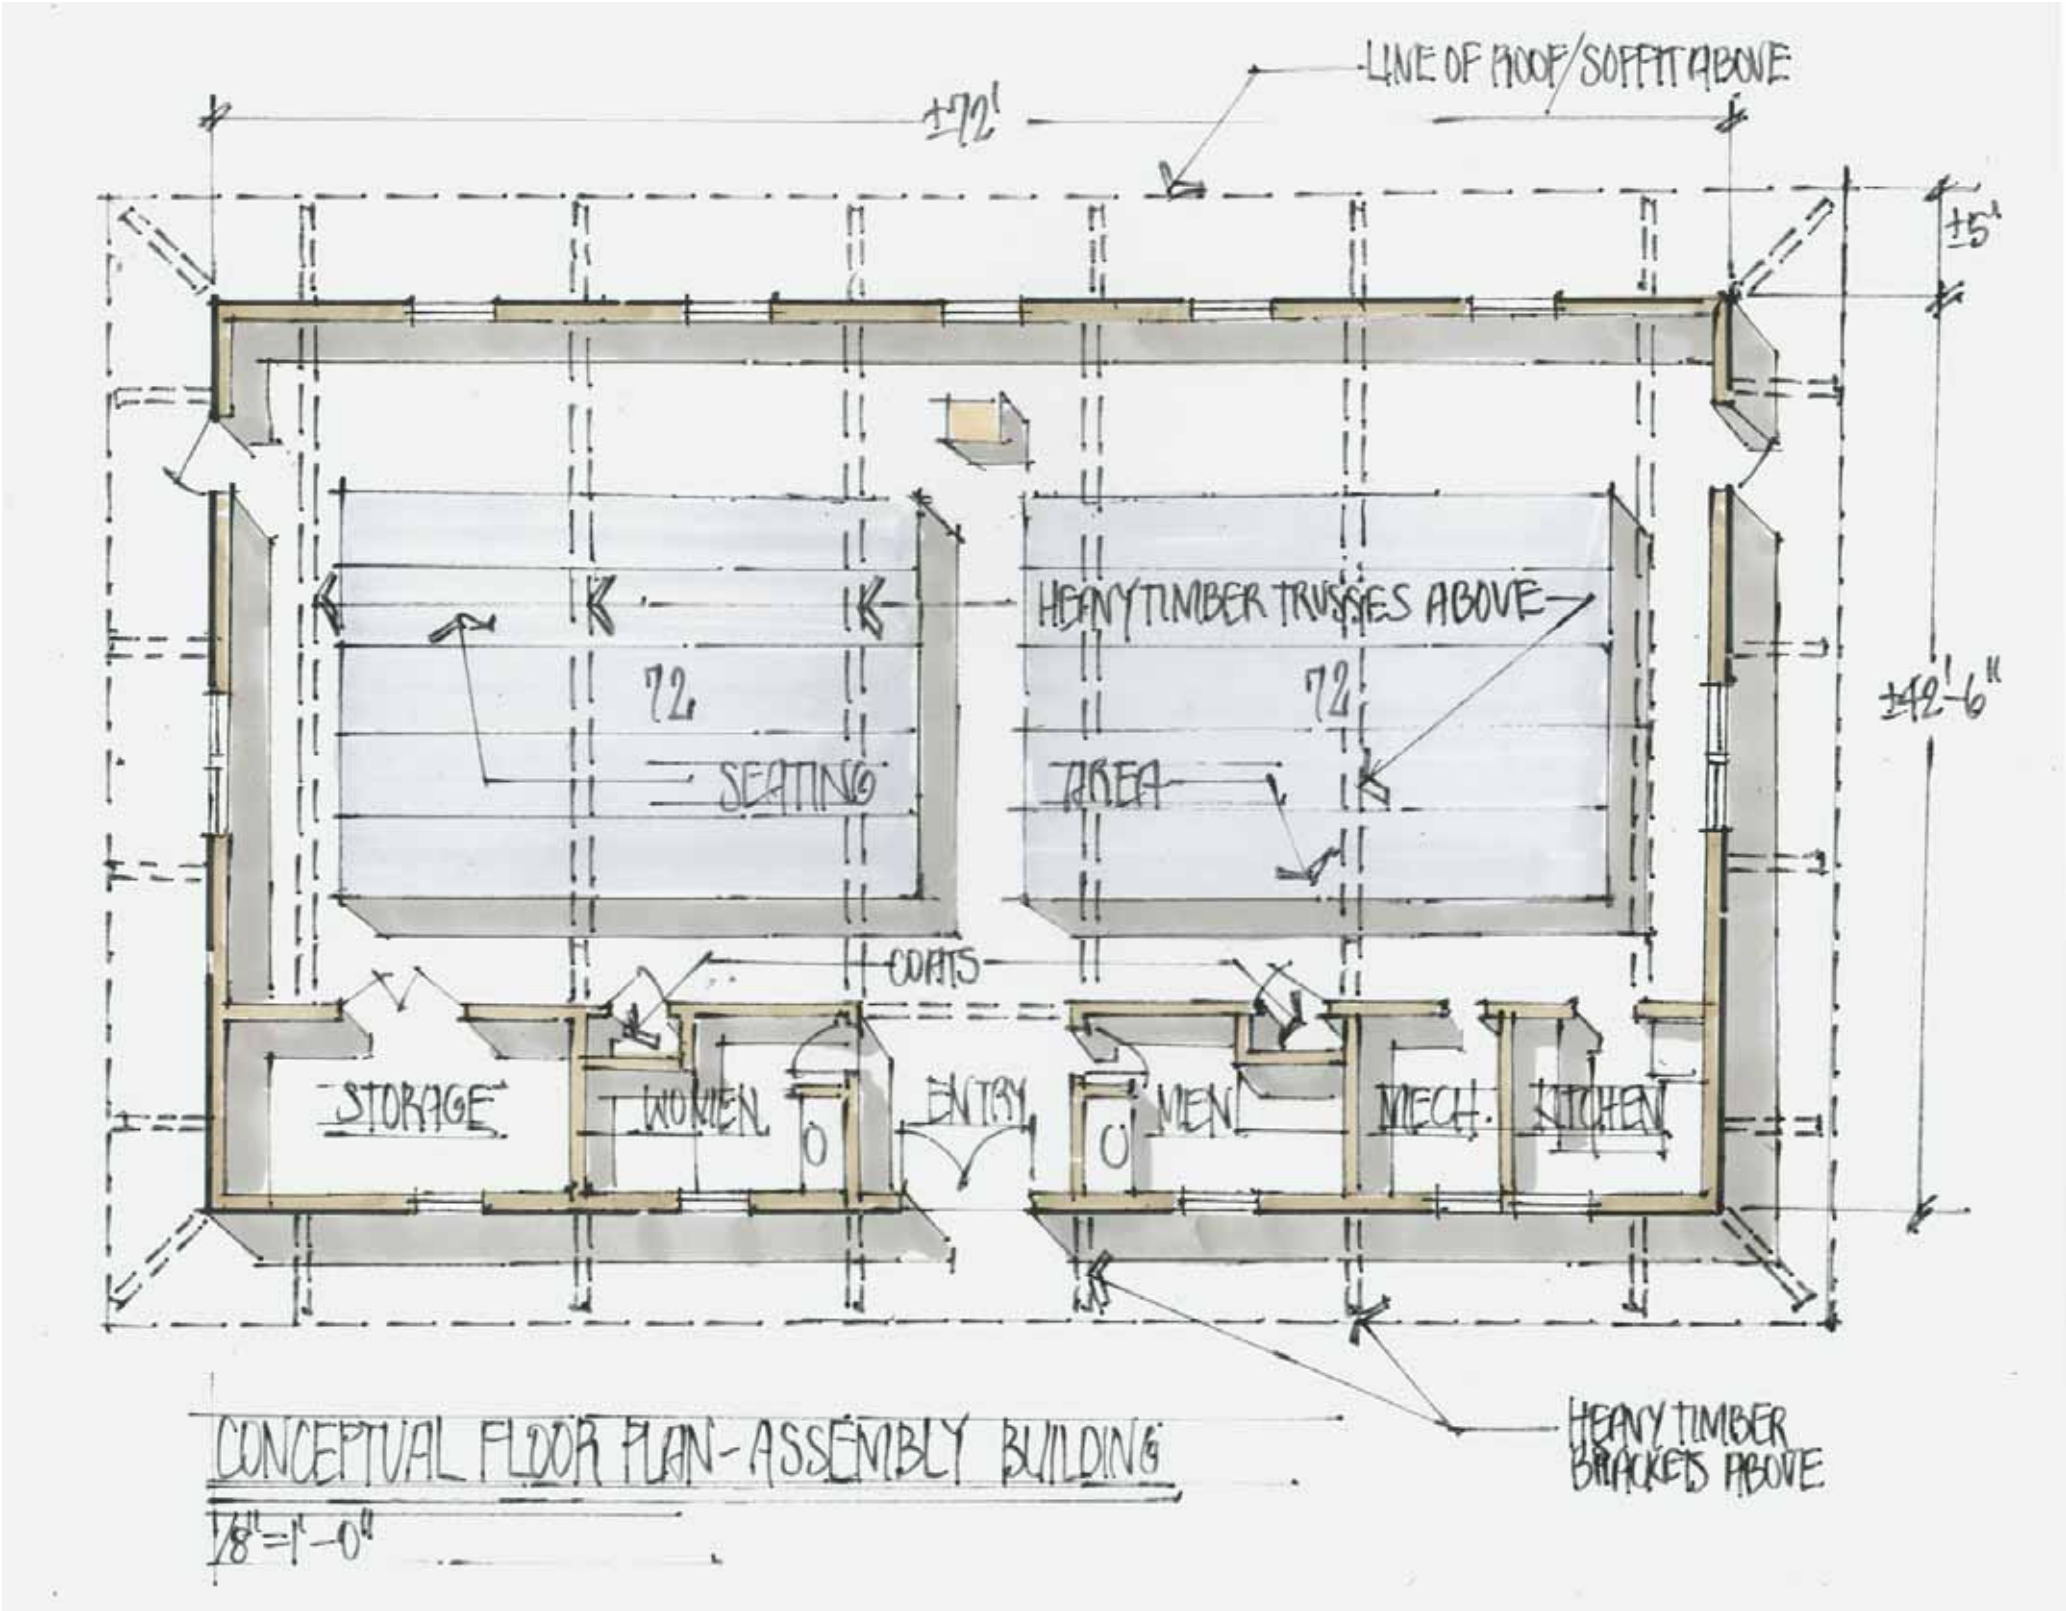 LINE OF ROOF/SOFFIT ABOVE
±72'
±5'
HEAVY TIMBER TRUSSES ABOVE
72
72
±42'-6"
SEATING
AREA
COATS
STORAGE
WOMEN
ENTRY
MEN
MECH.
KITCHEN
HEAVY TIMBER
BRACKETS ABOVE
CONCEPTUAL FLOOR PLAN - ASSEMBLY BUILDING
1/8"=1'-0"